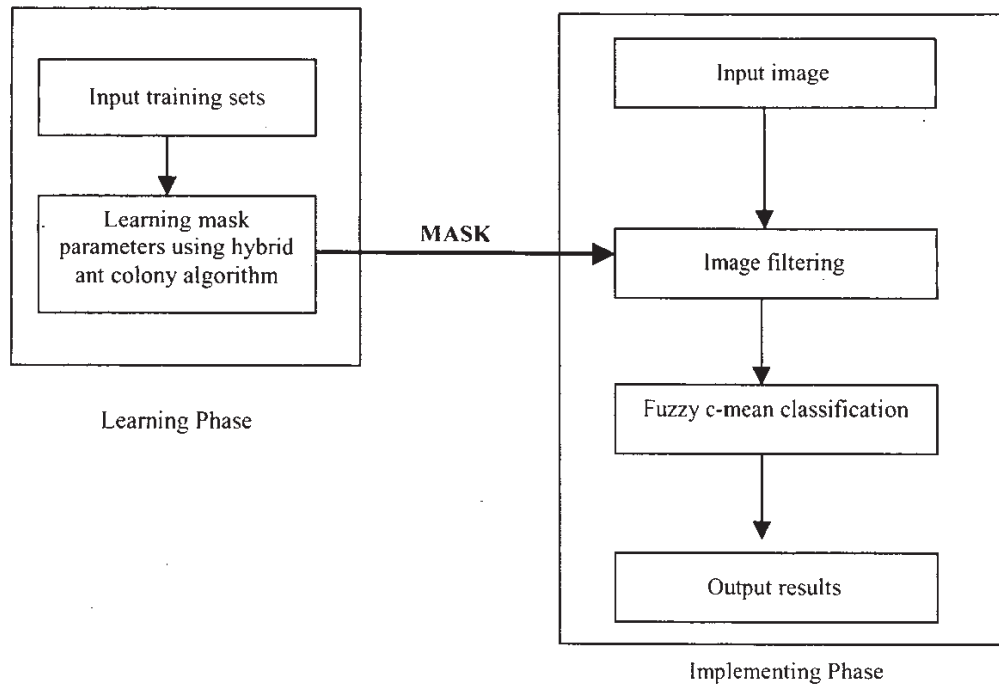 Input training sets
Learning mask
parameters using hybrid
ant colony algorithm
Learning Phase
MASK
Input image
Image filtering
Fuzzy c-mean classification
Output results
Implementing Phase